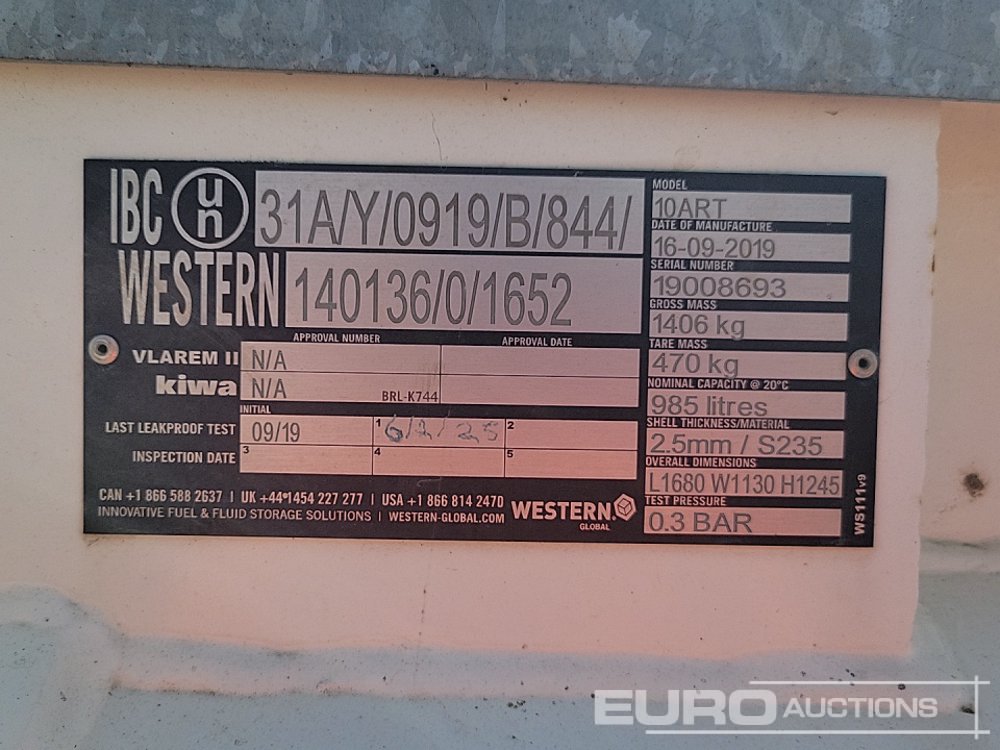 IBC un 31A/Y/0919/B/844/
WESTERN 140136/0/1652
APPROVAL NUMBER APPROVAL DATE
VLAREM II N/A
kiwa N/A BRL-K744
INITIAL
LAST LEAKPROOF TEST 09/19 1 6/2/25 2
INSPECTION DATE 3 4 5
CAN +1 866 588 2637 | UK +44 1454 227 277 | USA +1 866 814 2470
INNOVATIVE FUEL & FLUID STORAGE SOLUTIONS | WESTERN-GLOBAL.COM
WESTERN
GLOBAL
MODEL
10ART
DATE OF MANUFACTURE
16-09-2019
SERIAL NUMBER
19008693
GROSS MASS
1406 kg
TARE MASS
470 kg
NOMINAL CAPACITY @ 20°C
985 litres
SHELL THICKNESS/MATERIAL
2.5mm / S235
OVERALL DIMENSIONS
L1680 W1130 H1245
TEST PRESSURE
0.3 BAR
WS111v9
EURO AUCTIONS